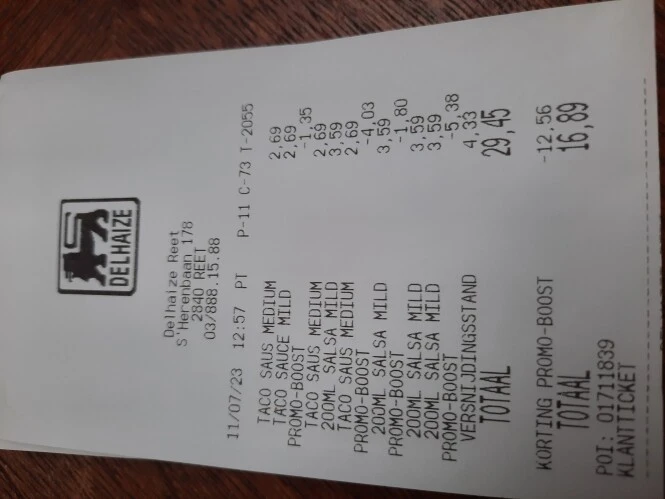 DELHAIZE
Delhaize Reet
S'Herenbaan 178
2840 REET
03/888.15.88
11/07/23 12:57 PT P-11 C-73 T-2055
TACO SAUS MEDIUM 2,69
TACO SAUCE MILD 2,69
PROMO-BOOST -1,35
TACO SAUS MEDIUM 2,69
200ML SALSA MILD 3,59
TACO SAUS MEDIUM 2,69
PROMO-BOOST -4,03
200ML SALSA MILD 3,59
PROMO-BOOST -1,80
200ML SALSA MILD 3,59
200ML SALSA MILD 3,59
PROMO-BOOST -5,38
VERSNIJDINGSSTAND 4,33
TOTAAL 29,45
KORTING PROMO-BOOST -12,56
TOTAAL 16,89
POI: 01711839
KLANTTICKET